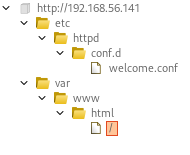 http://192.168.56.141
etc
httpd
conf.d
welcome.conf
var
www
html
/